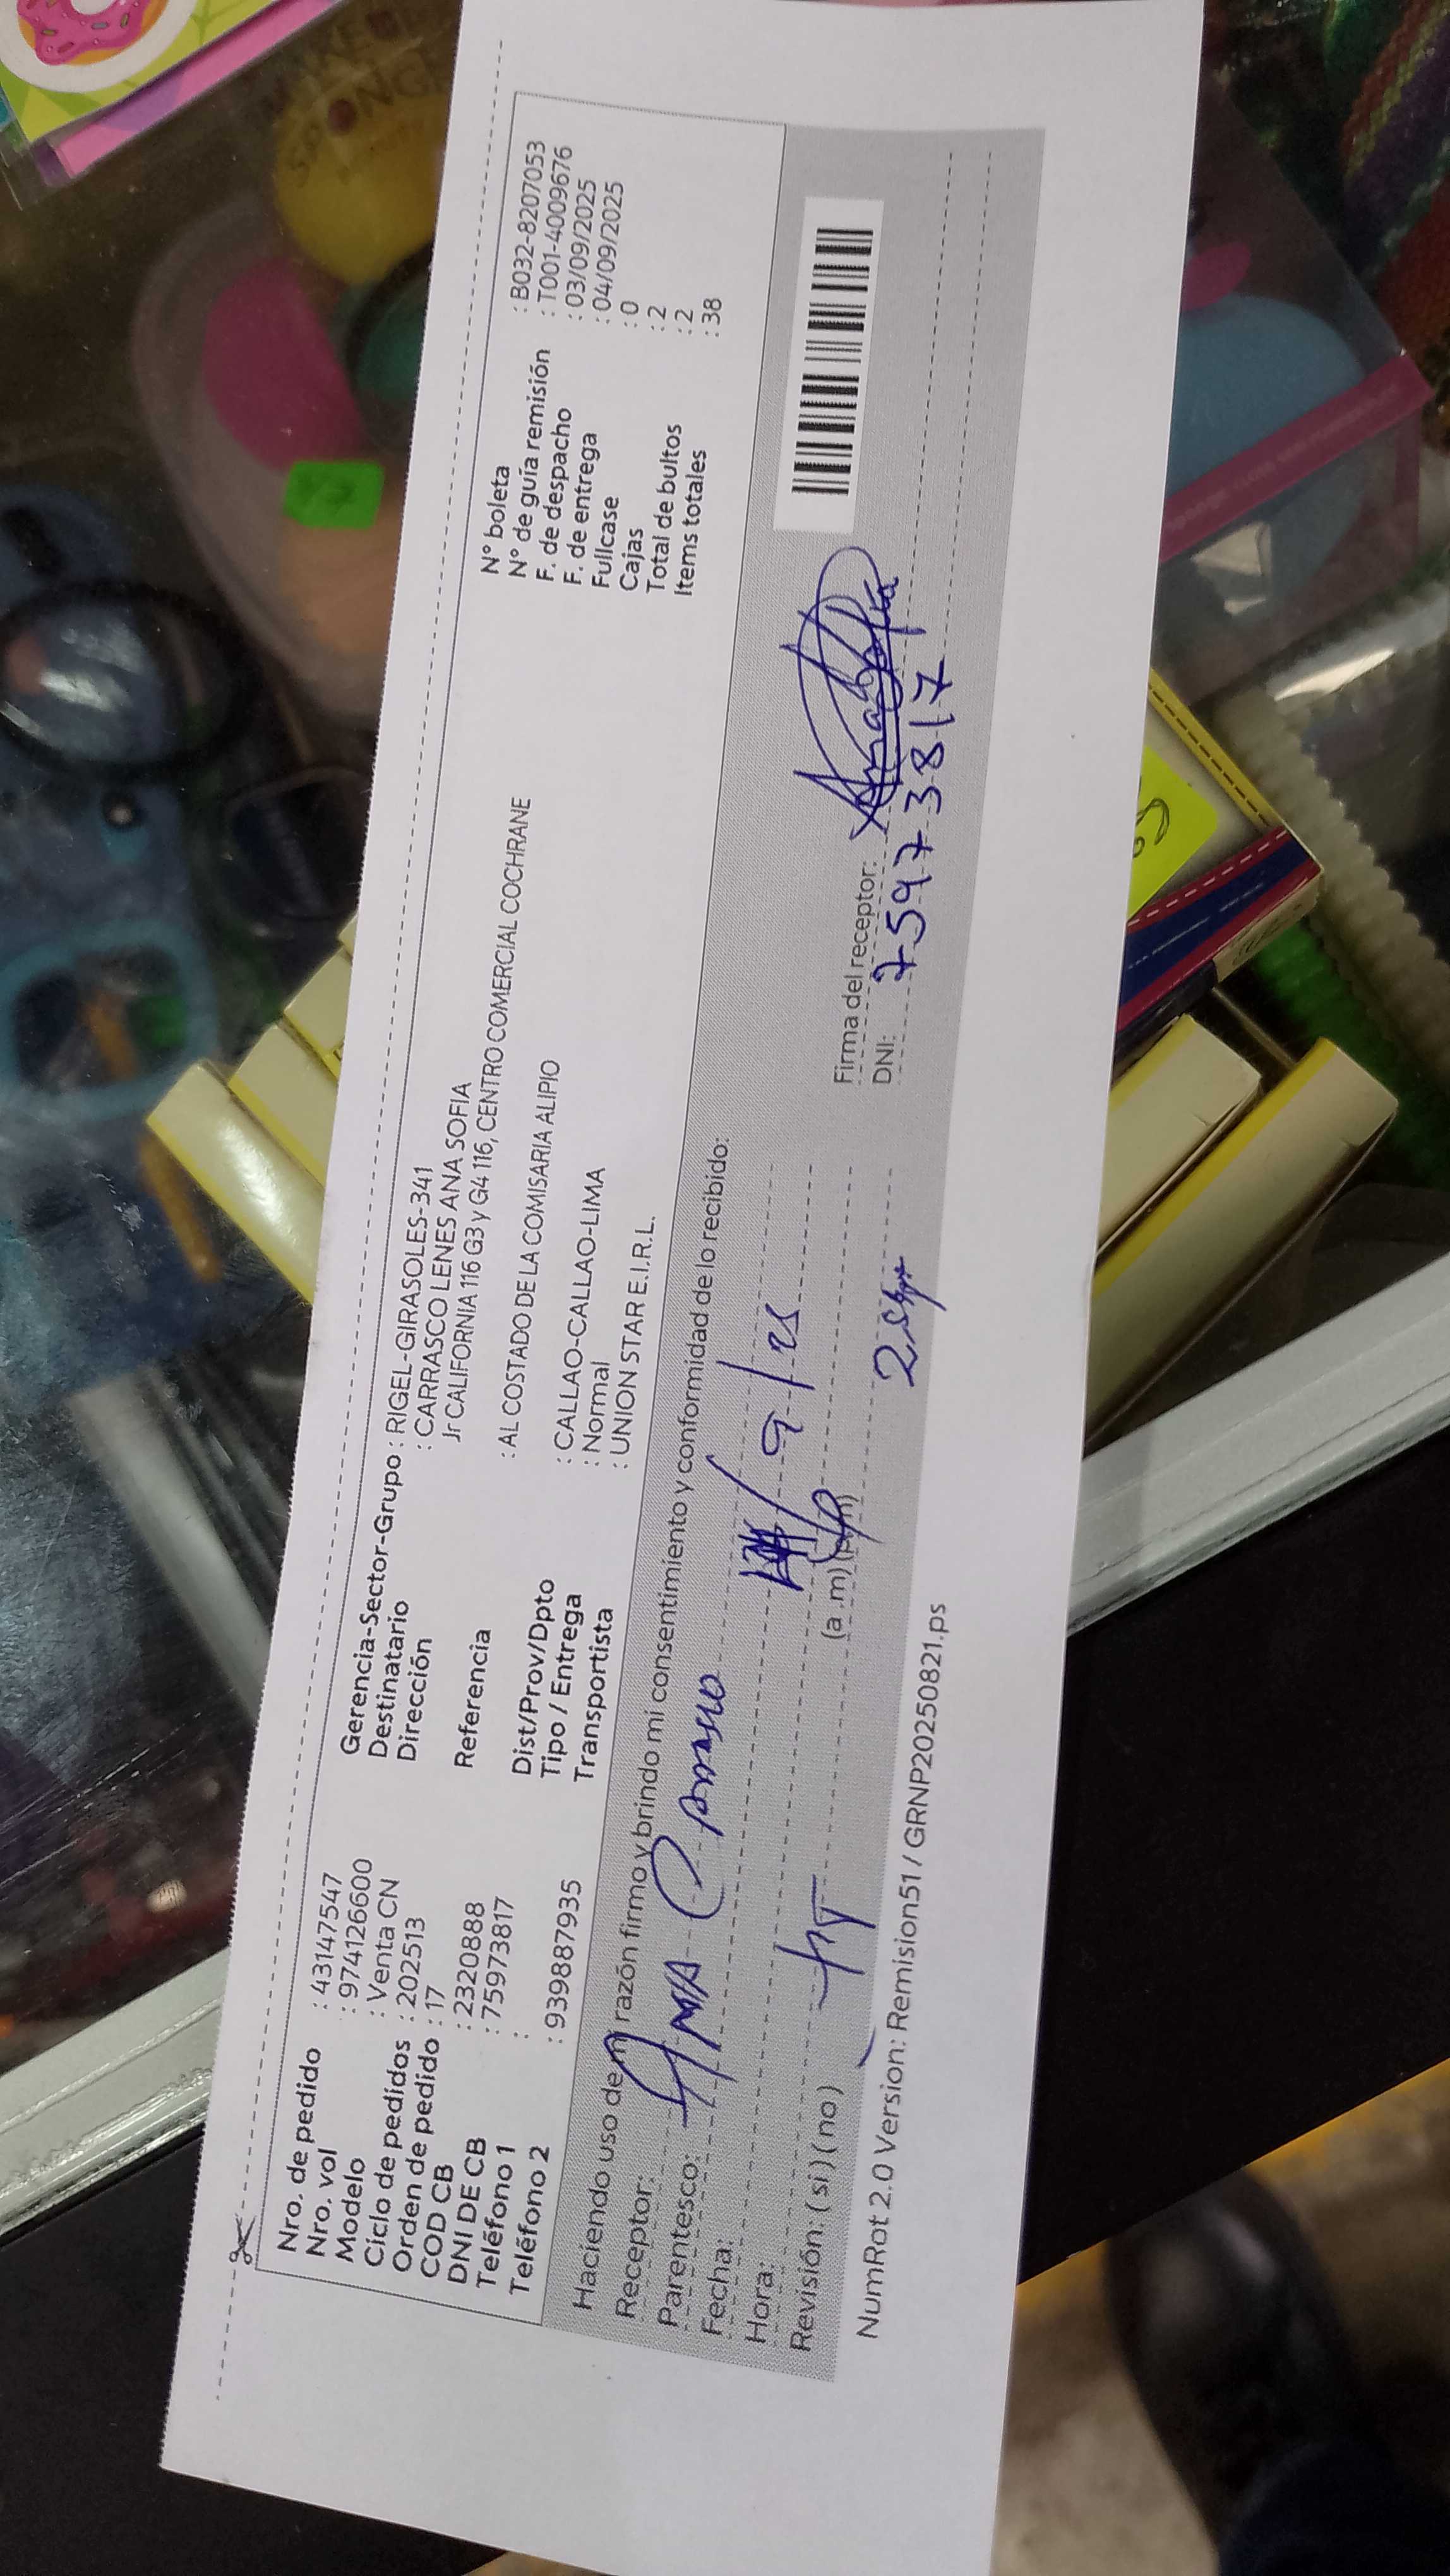 Nro. de pedido : 43147547
Nro. vol : 974126600
Modelo : Venta CN
Ciclo de pedidos : 202513
Orden de pedido : 17
COD CB : 2320888
DNI DE CB : 75973817
Teléfono 1 :
Teléfono 2 : 939887935
Gerencia-Sector-Grupo : RIGEL-GIRASOLES-341
Destinatario : CARRASCO LENES ANA SOFIA
Dirección Jr CALIFORNIA 116 G3 y G4 116, CENTRO COMERCIAL COCHRANE
Referencia : AL COSTADO DE LA COMISARIA ALIPIO
Dist/Prov/Dpto : CALLAO-CALLAO-LIMA
Tipo / Entrega : Normal
Transportista : UNION STAR E.I.R.L.
N° boleta : B032-8207053
N° de guía remisión : T001-4009676
F. de despacho : 03/09/2025
F. de entrega : 04/09/2025
Fullcase : 0
Cajas : 2
Total de bultos : 2
Items totales : 38
Haciendo uso de mi razón firmo y brindo mi consentimiento y conformidad de lo recibido:
Receptor: Ana Carrasco
Parentesco:
Fecha: / 9 / 25
Hora: (a .m) (p.m)
Revisión: ( si ) ( no )
Firma del receptor:
DNI: 75973817
NumRot 2.0 Version: Remision51 / GRNP20250821.ps